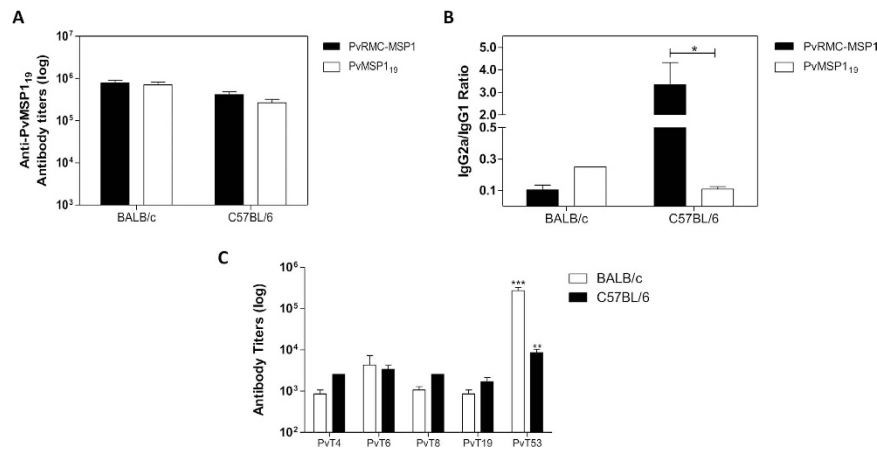 A
Anti-PvMSP1₁₉
Antibody titers (log)
10⁷
10⁶
10⁵
10⁴
10³
BALB/c
C57BL/6
PvRMC-MSP1
PvMSP1₁₉
B
IgG2a/IgG1 Ratio
5.0
4.0
3.0
2.0
0.5
0.3
0.1
*
BALB/c
C57BL/6
PvRMC-MSP1
PvMSP1₁₉
C
Antibody Titers (log)
10⁶
10⁵
10⁴
10³
10²
***
**
PvT4
PvT6
PvT8
PvT19
PvT53
BALB/c
C57BL/6